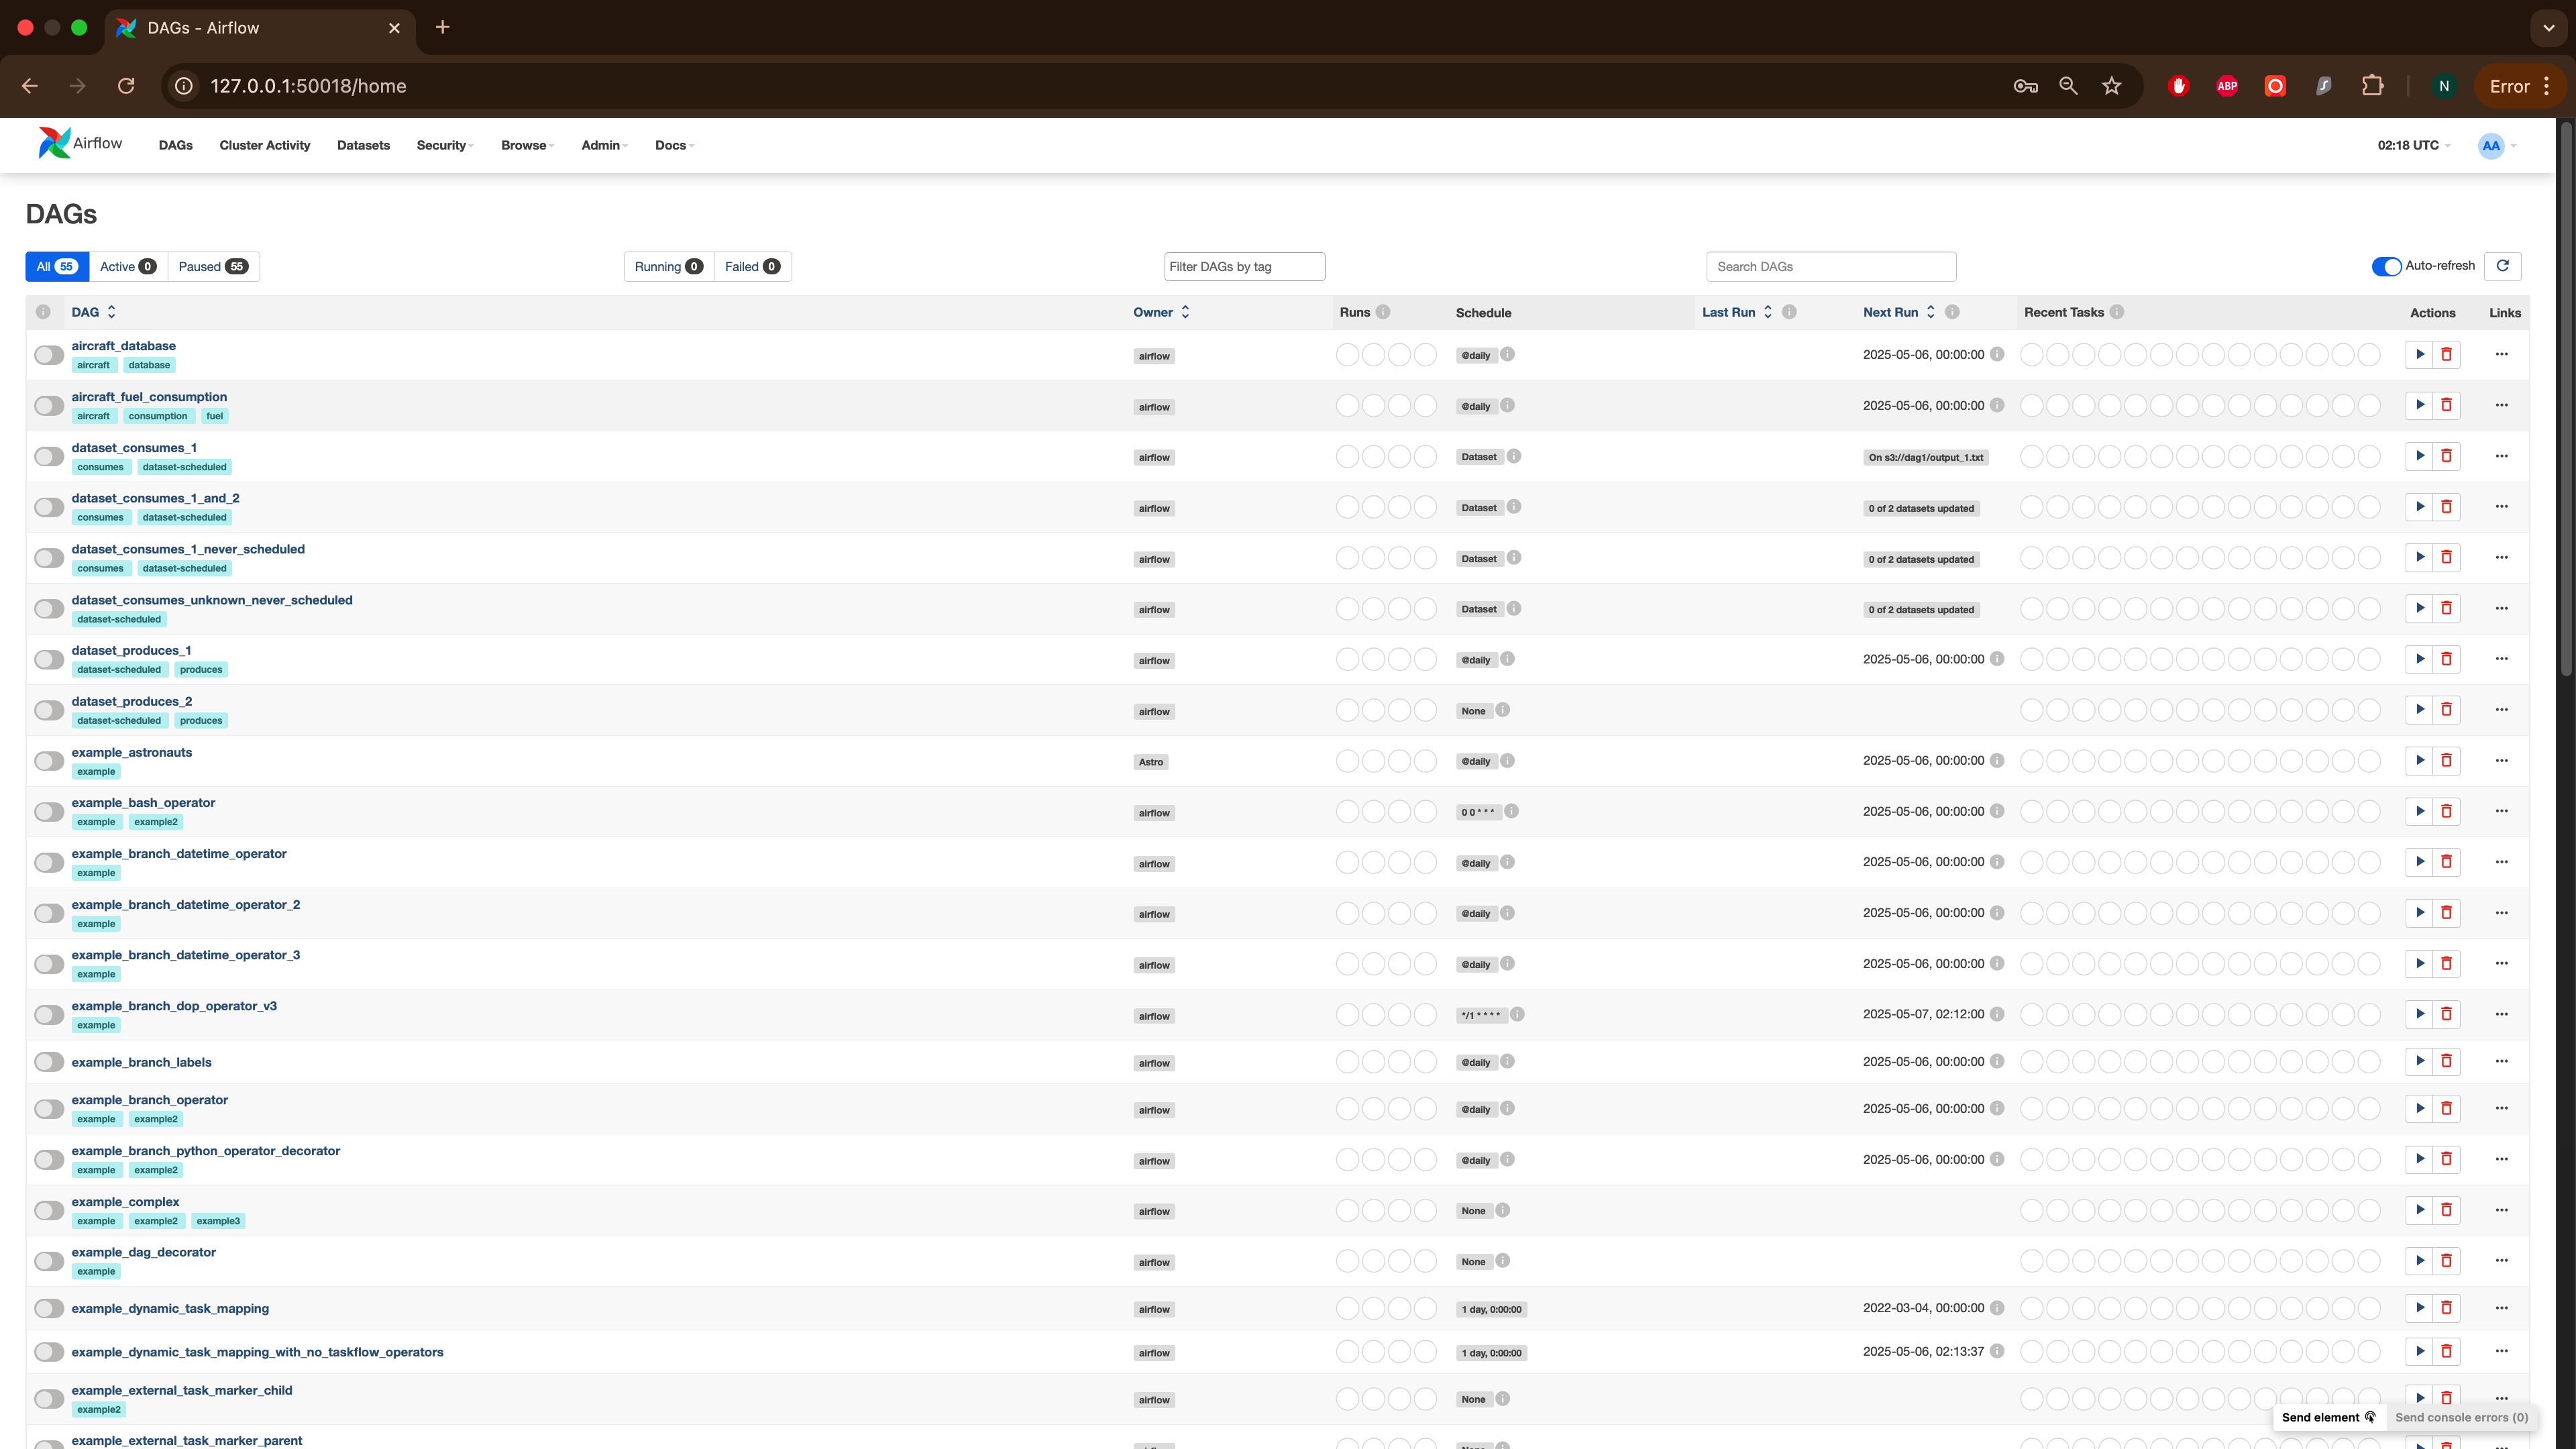 DAGs - Airflow
127.0.0.1:50018/home
ABP
N
Error
Airflow DAGs Cluster Activity Datasets Security Browse Admin Docs 02:18 UTC AA
DAGs
All 55 Active 0 Paused 55 Running 0 Failed 0 Filter DAGs by tag Search DAGs Auto-refresh
DAG Owner Runs Schedule Last Run Next Run Recent Tasks Actions Links
aircraft_database
aircraft database airflow @daily 2025-05-06, 00:00:00
aircraft_fuel_consumption
aircraft consumption fuel airflow @daily 2025-05-06, 00:00:00
dataset_consumes_1
consumes dataset-scheduled airflow Dataset On s3://dag1/output_1.txt
dataset_consumes_1_and_2
consumes dataset-scheduled airflow Dataset 0 of 2 datasets updated
dataset_consumes_1_never_scheduled
consumes dataset-scheduled airflow Dataset 0 of 2 datasets updated
dataset_consumes_unknown_never_scheduled
dataset-scheduled airflow Dataset 0 of 2 datasets updated
dataset_produces_1
dataset-scheduled produces airflow @daily 2025-05-06, 00:00:00
dataset_produces_2
dataset-scheduled produces airflow None
example_astronauts
example Astro @daily 2025-05-06, 00:00:00
example_bash_operator
example example2 airflow 0 0 * * * 2025-05-06, 00:00:00
example_branch_datetime_operator
example airflow @daily 2025-05-06, 00:00:00
example_branch_datetime_operator_2
example airflow @daily 2025-05-06, 00:00:00
example_branch_datetime_operator_3
example airflow @daily 2025-05-06, 00:00:00
example_branch_dop_operator_v3
example airflow */1 * * * * 2025-05-07, 02:12:00
example_branch_labels airflow @daily 2025-05-06, 00:00:00
example_branch_operator
example example2 airflow @daily 2025-05-06, 00:00:00
example_branch_python_operator_decorator
example example2 airflow @daily 2025-05-06, 00:00:00
example_complex
example example2 example3 airflow None
example_dag_decorator
example airflow None
example_dynamic_task_mapping airflow 1 day, 0:00:00 2022-03-04, 00:00:00
example_dynamic_task_mapping_with_no_taskflow_operators airflow 1 day, 0:00:00 2025-05-06, 02:13:37
example_external_task_marker_child
example2 airflow None
Send element Send console errors (0)
example_external_task_marker_parent